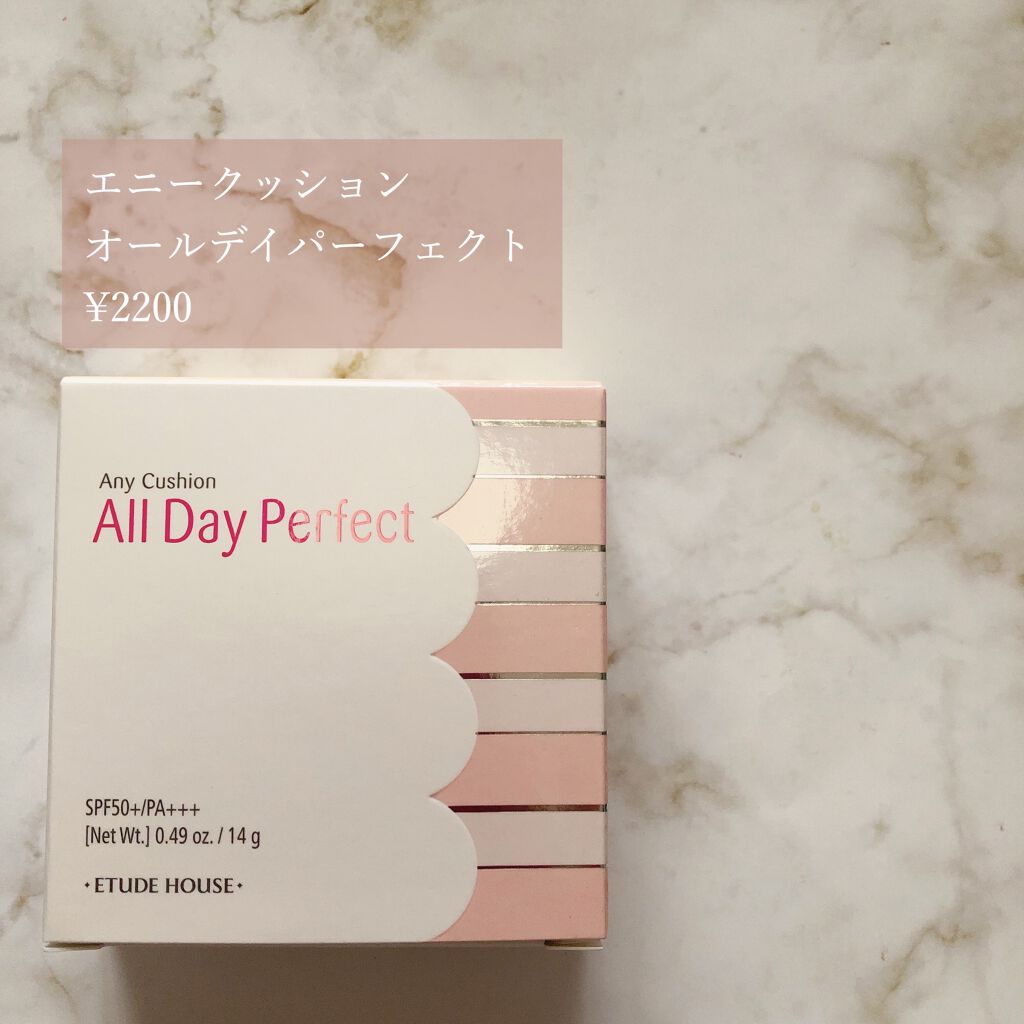 エニークッション
オールデイパーフェクト
¥2200
Any Cushion
All Day Perfect
SPF50+/PA+++
[Net Wt.] 0.49 oz. / 14 g
•ETUDE HOUSE•